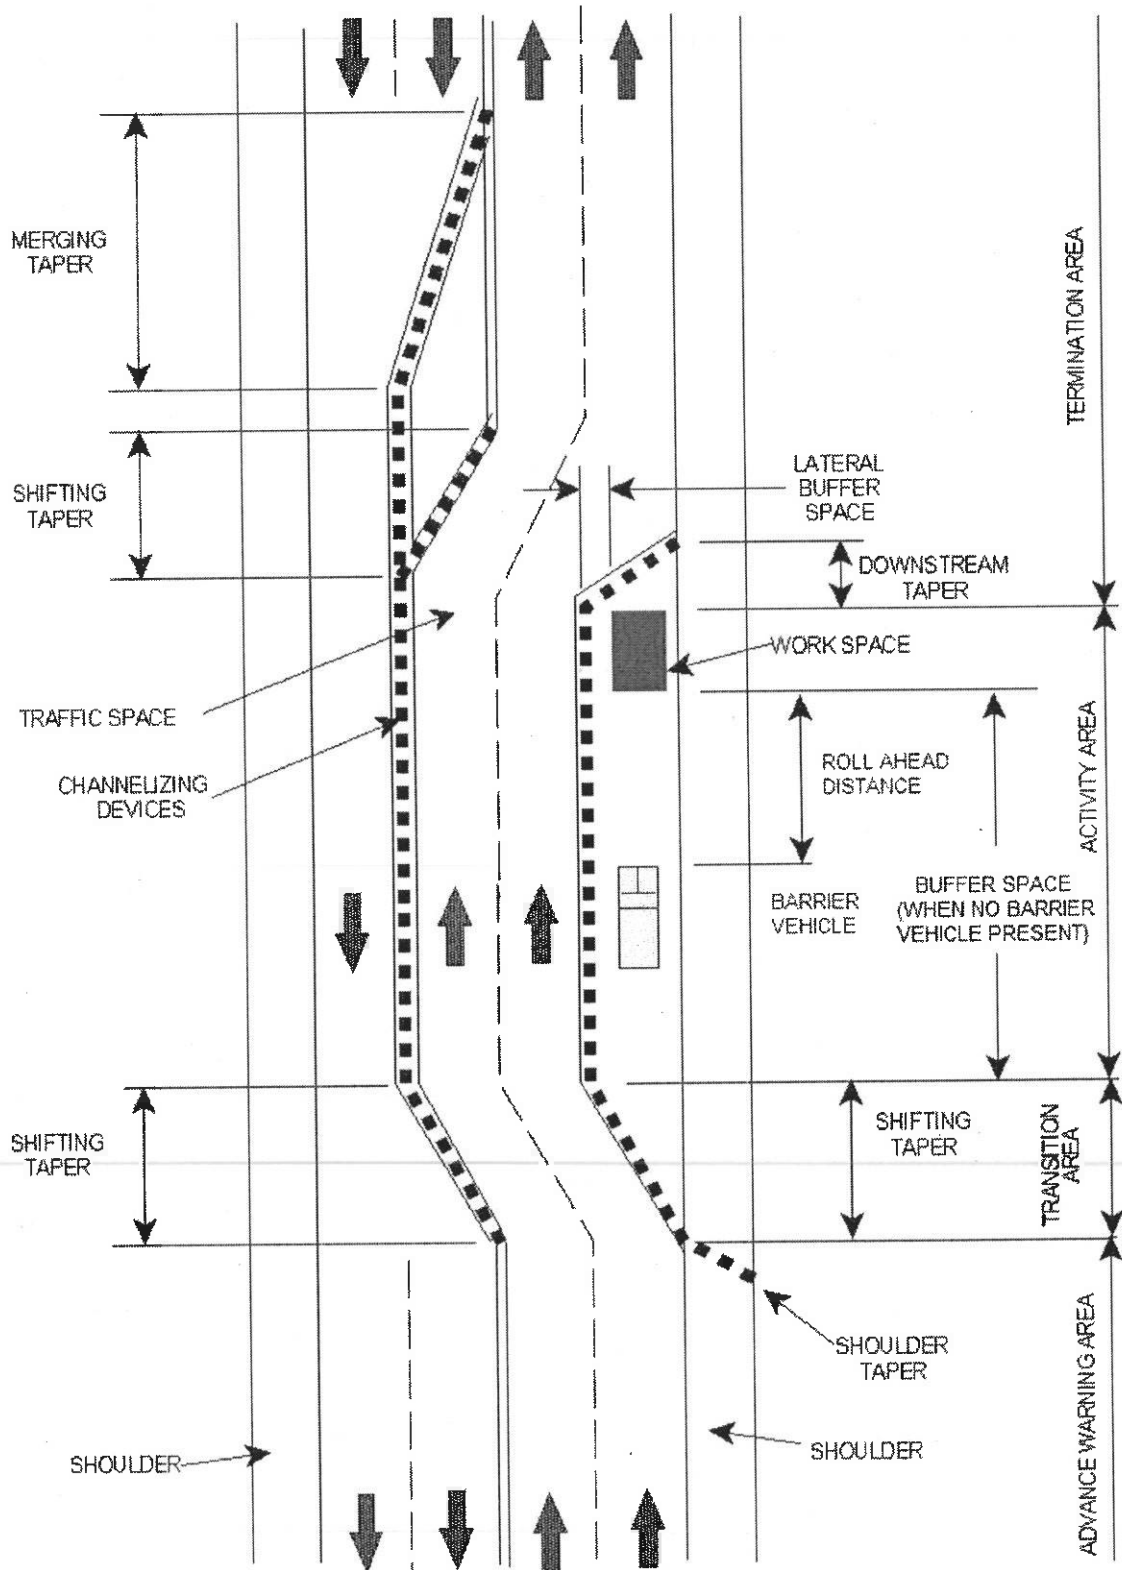 MERGING
TAPER
SHIFTING
TAPER
TRAFFIC SPACE
CHANNELIZING
DEVICES
SHIFTING
TAPER
SHOULDER
LATERAL
BUFFER
SPACE
DOWNSTREAM
TAPER
WORK SPACE
ROLL AHEAD
DISTANCE
BARRIER
VEHICLE
BUFFER SPACE
(WHEN NO BARRIER
VEHICLE PRESENT)
SHIFTING
TAPER
SHOULDER
TAPER
SHOULDER
TERMINATION AREA
ACTIVITY AREA
TRANSITION
AREA
ADVANCE WARNING AREA